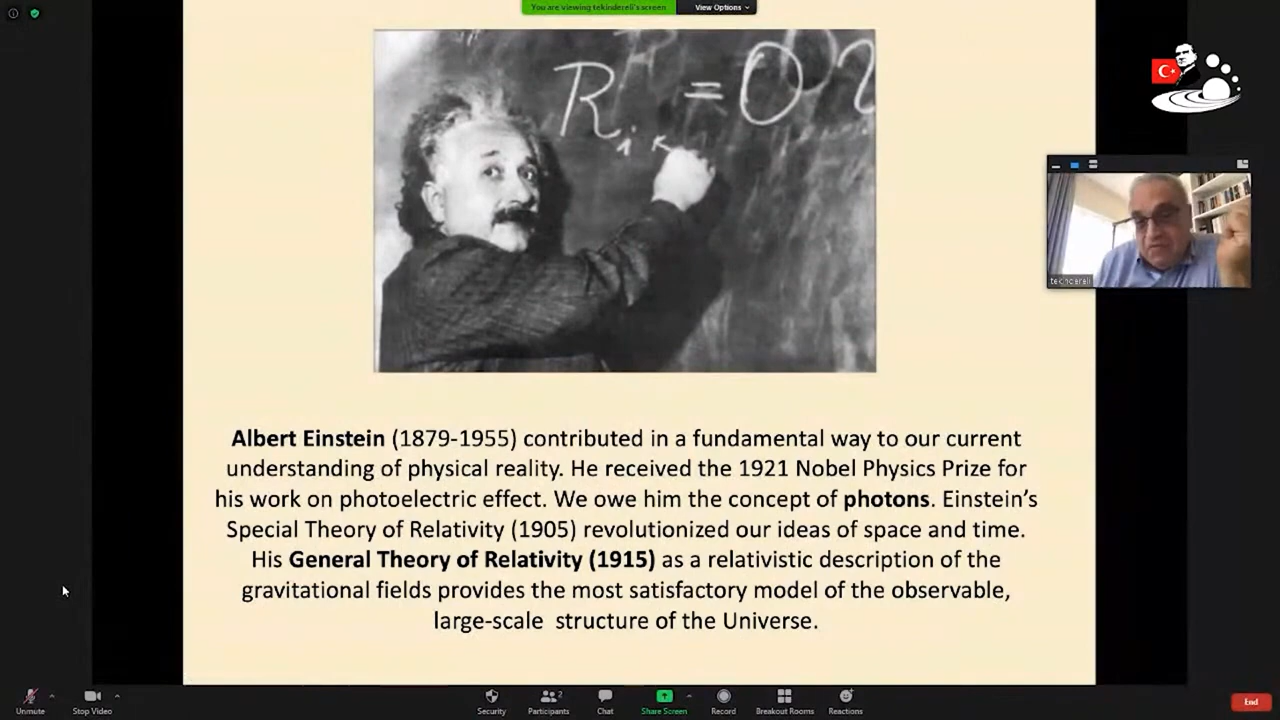 You are viewing tekindereli's screen
View Options
R i K = 0
tekindereli
Albert Einstein (1879-1955) contributed in a fundamental way to our current
understanding of physical reality. He received the 1921 Nobel Physics Prize for
his work on photoelectric effect. We owe him the concept of photons. Einstein's
Special Theory of Relativity (1905) revolutionized our ideas of space and time.
His General Theory of Relativity (1915) as a relativistic description of the
gravitational fields provides the most satisfactory model of the observable,
large-scale structure of the Universe.
Unmute
Stop Video
Security
Participants
2
Chat
Share Screen
Record
Breakout Rooms
Reactions
End